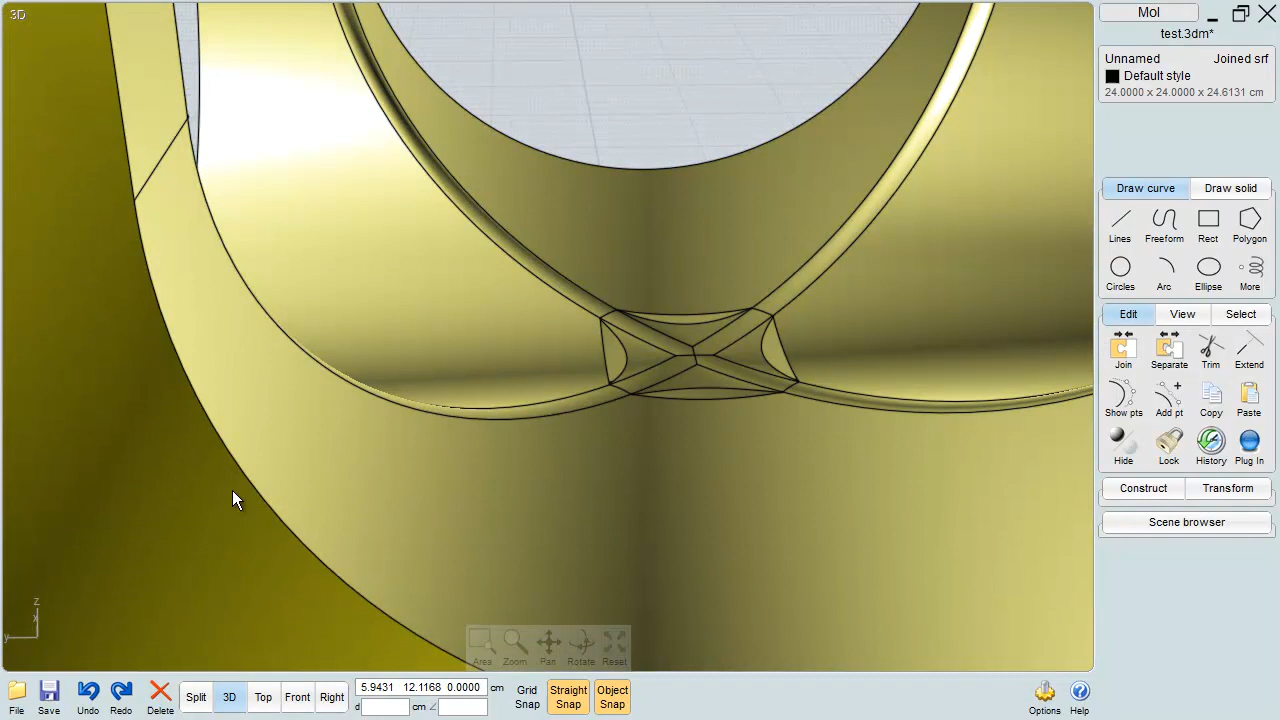 3D
MoI
test.3dm*
Unnamed Joined srf
Default style
24.0000 x 24.0000 x 24.6131 cm
Draw curve Draw solid
Lines Freeform Rect Polygon
Circles Arc Ellipse More
Edit View Select
Join Separate Trim Extend
Show pts Add pt Copy Paste
Hide Lock History Plug In
Construct Transform
Scene browser
z
x
y
Area Zoom Pan Rotate Reset
File Save Undo Redo Delete
Split 3D Top Front Right
5.9431 12.1168 0.0000 cm
d cm
Grid Snap
Straight Snap
Object Snap
Options Help